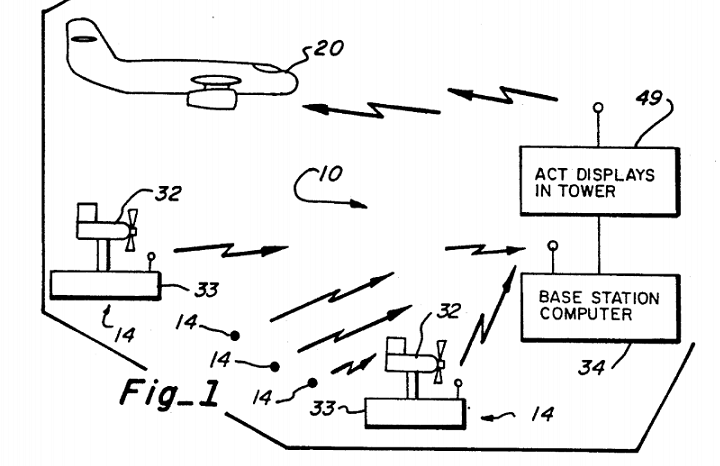 20
49
10
ACT DISPLAYS
IN TOWER
32
33
14
BASE STATION
COMPUTER
14
32
14
34
14
33
14
Fig_1